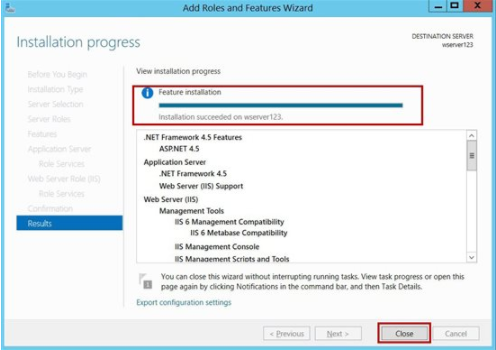 Add Roles and Features Wizard
Installation progress
DESTINATION SERVER
wserver123
Before You Begin
Installation Type
Server Selection
Server Roles
Features
Application Server
Role Services
Web Server Role (IIS)
Role Services
Confirmation
Results
View installation progress
Feature installation
Installation succeeded on wserver123.
.NET Framework 4.5 Features
ASP.NET 4.5
Application Server
.NET Framework 4.5
Web Server (IIS) Support
Web Server (IIS)
Management Tools
IIS 6 Management Compatibility
IIS 6 Metabase Compatibility
IIS Management Console
IIS Management Scripts and Tools
You can close this wizard without interrupting running tasks. View task progress or open this
page again by clicking Notifications in the command bar, and then Task Details.
Export configuration settings
< Previous
Next >
Close
Cancel